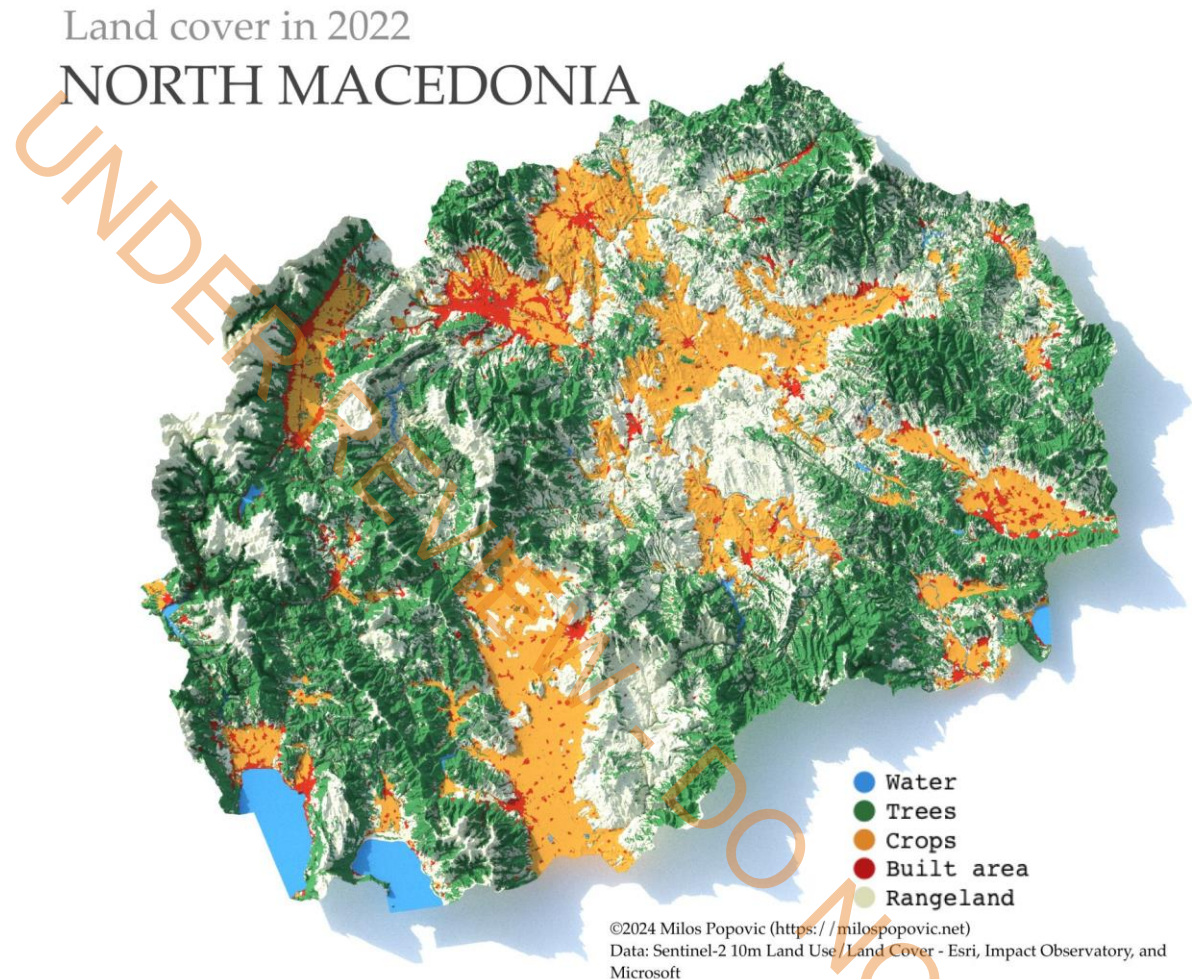 Land cover in 2022
NORTH MACEDONIA
UNDER REVIEW - DO NO
Water
Trees
Crops
Built area
Rangeland
©2024 Milos Popovic (https://milospopovic.net)
Data: Sentinel-2 10m Land Use/Land Cover - Esri, Impact Observatory, and
Microsoft